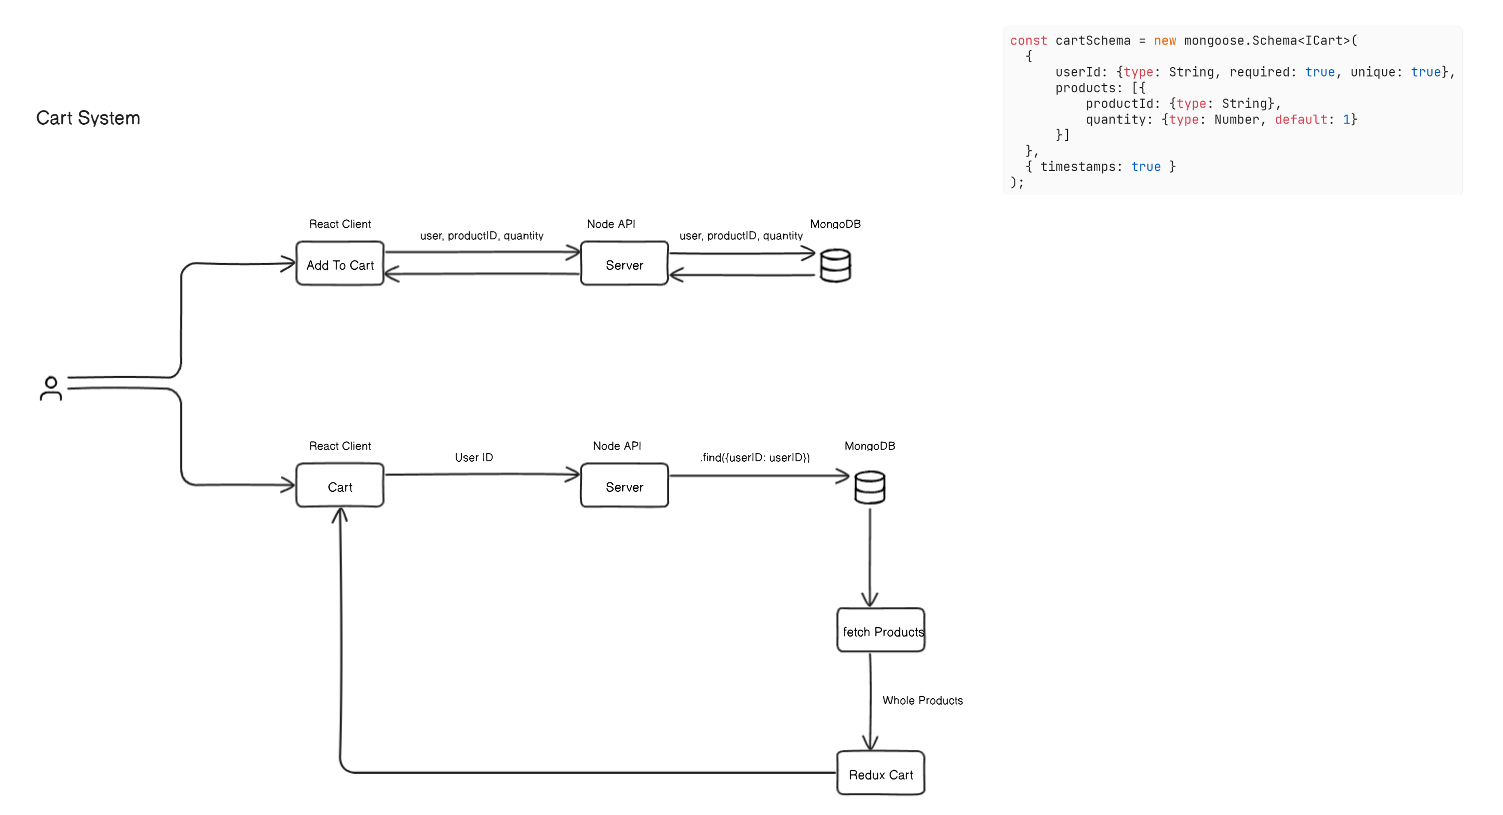 const cartSchema = new mongoose.Schema<ICart>(
  {
      userId: {type: String, required: true, unique: true},
      products: [{
          productId: {type: String},
          quantity: {type: Number, default: 1}
      }]
  },
  { timestamps: true }
);
Cart System
React Client
Node API
MongoDB
user, productID, quantity
user, productID, quantity
Add To Cart
Server
React Client
Node API
MongoDB
User ID
.find({userID: userID})
Cart
Server
fetch Products
Whole Products
Redux Cart